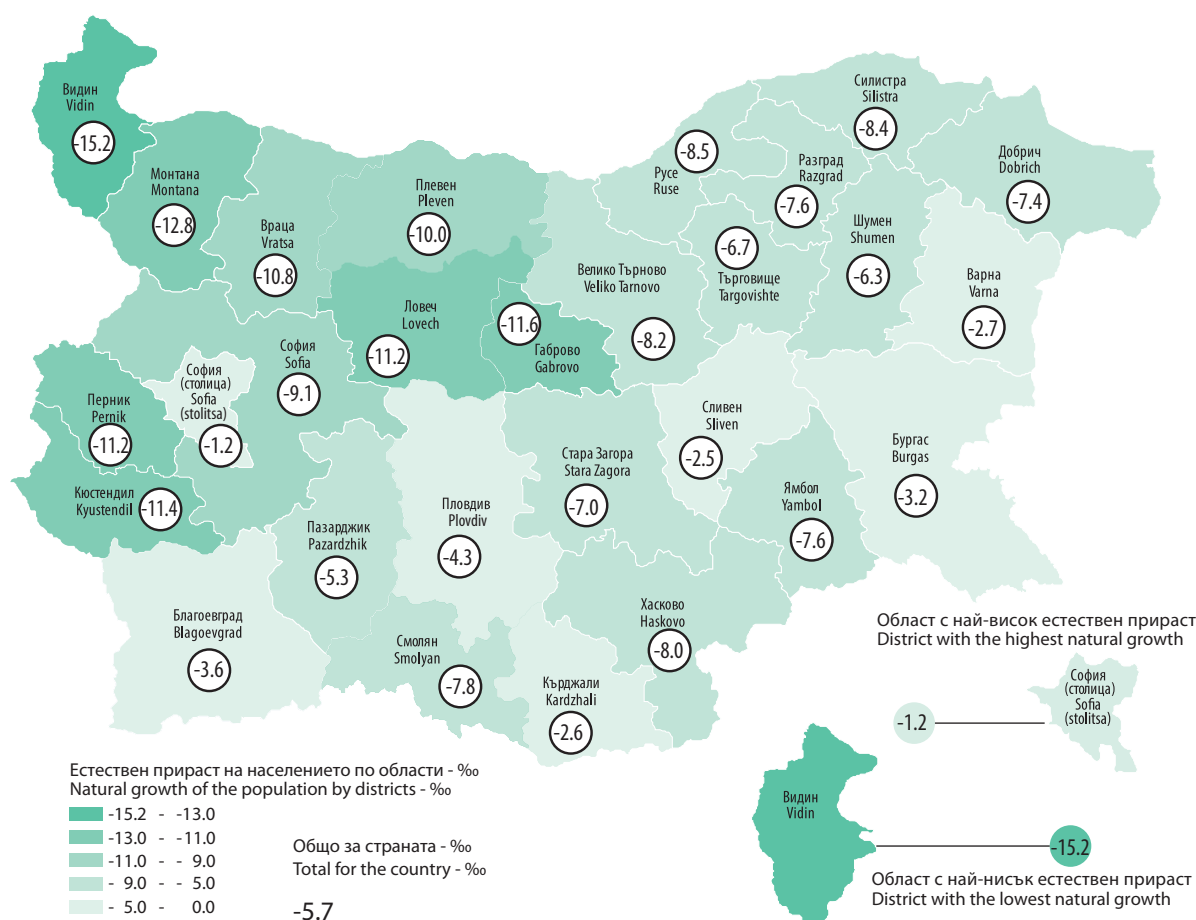 Видин
Vidin
-15.2
Монтана
Montana
-12.8
Враца
Vratsa
-10.8
Плевен
Pleven
-10.0
Ловеч
Lovech
-11.2
-11.6
Габрово
Gabrovo
Велико Търново
Veliko Tarnovo
-8.2
-8.5
Русе
Ruse
Силистра
Silistra
-8.4
Разград
Razgrad
-7.6
-6.7
Търговище
Targovishte
Шумен
Shumen
-6.3
Добрич
Dobrich
-7.4
Варна
Varna
-2.7
София
Sofia
-9.1
София
(столица)
Sofia
(stolitsa)
-1.2
Перник
Pernik
-11.2
Кюстендил
Kyustendil
-11.4
Благоевград
Blagoevgrad
-3.6
Пазарджик
Pazardzhik
-5.3
Пловдив
Plovdiv
-4.3
Смолян
Smolyan
-7.8
Кърджали
Kardzhali
-2.6
Хасково
Haskovo
-8.0
Стара Загора
Stara Zagora
-7.0
Сливен
Sliven
-2.5
Ямбол
Yambol
-7.6
Бургас
Burgas
-3.2
Област с най-висок естествен прираст
District with the highest natural growth
София
(столица)
Sofia
(stolitsa)
-1.2
Видин
Vidin
-15.2
Област с най-нисък естествен прираст
District with the lowest natural growth
Естествен прираст на населението по области - ‰
Natural growth of the population by districts - ‰
-15.2 - -13.0
-13.0 - -11.0
-11.0 - - 9.0
- 9.0 - - 5.0
- 5.0 - 0.0
Общо за страната - ‰
Total for the country - ‰
-5.7